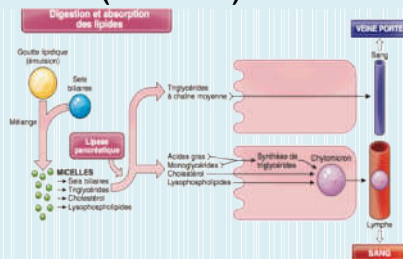 Digestion et absorption
des lipides
Goutte lipidique
(émulsion)
Sels
biliaires
Mélange
Lipase
pancréatique
MICELLES
Sels biliaires
Triglycérides
Cholestérol
Lysophospholipides
Triglycérides
à chaîne moyenne
Acides gras
Monoglycérides
Cholestérol
Lysophospholipides
Synthèse de
triglycérides
Chylomicron
VEINE PORTE
Sang
Lymphe
SANG